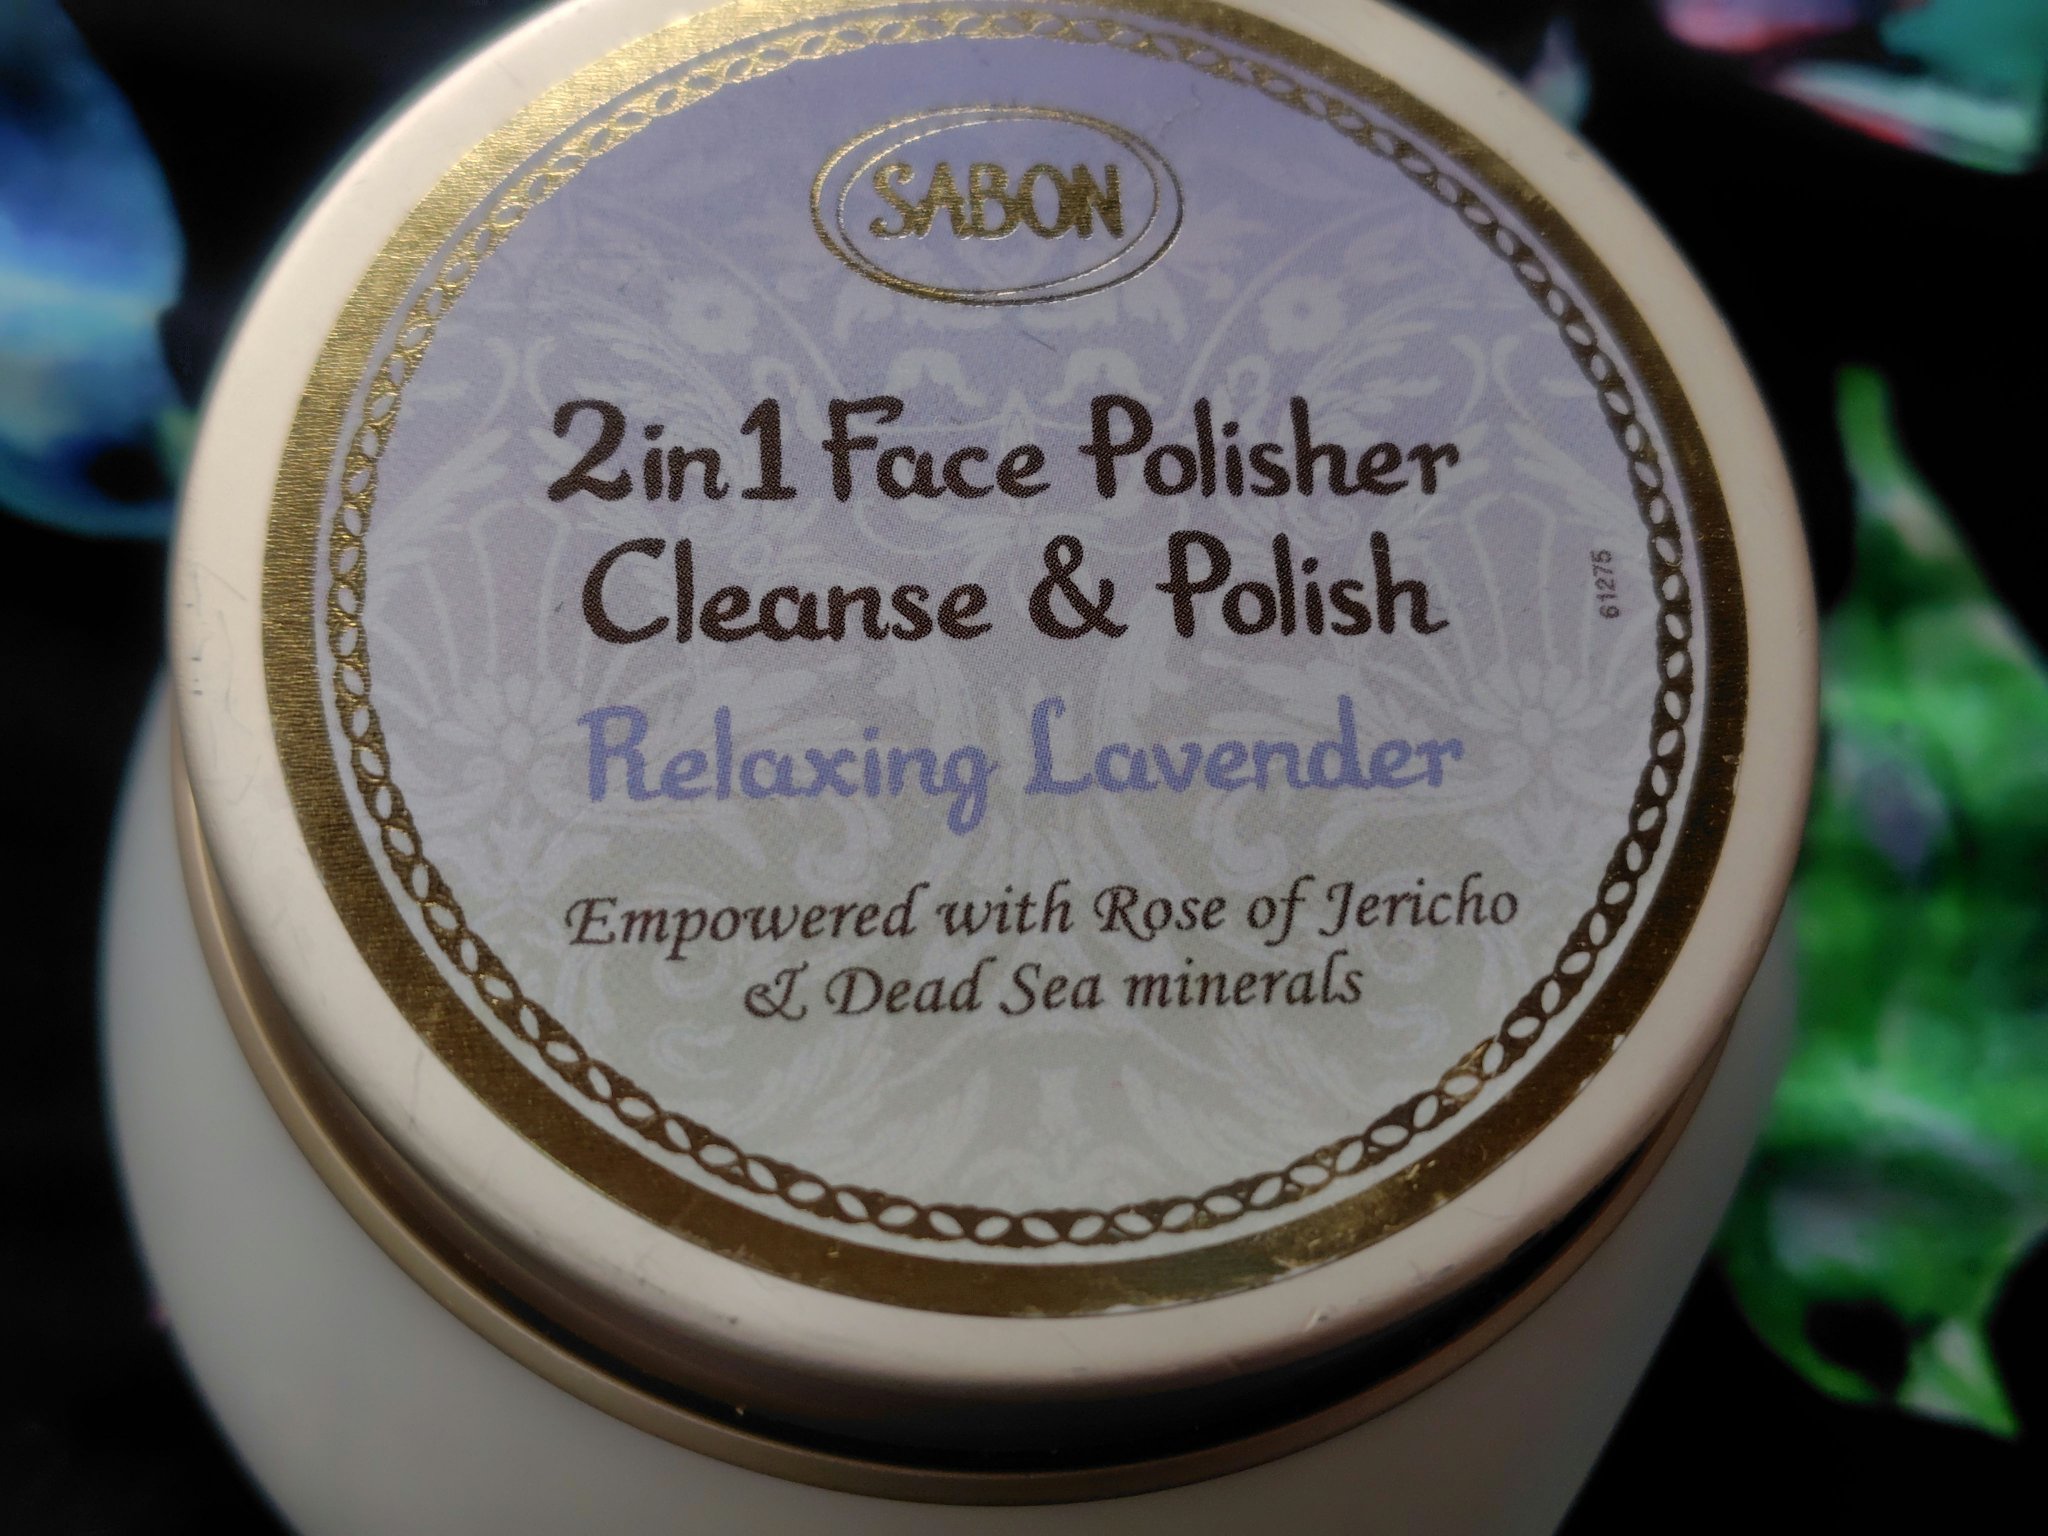 SABON
2in1 Face Polisher
Cleanse & Polish
Relaxing Lavender
Empowered with Rose of Jericho
& Dead Sea minerals
61275